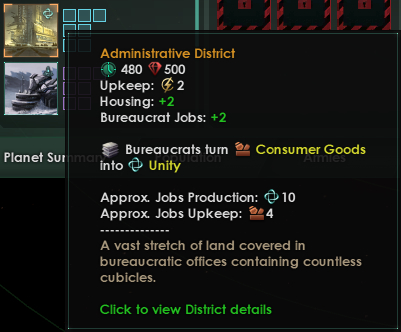 Administrative District
480 500
Upkeep: 2
Housing: +2
Bureaucrat Jobs: +2
Bureaucrats turn Consumer Goods
into Unity
Planet Summary Population Armies
Approx. Jobs Production: 10
Approx. Jobs Upkeep: 4
--------------
A vast stretch of land covered in
bureaucratic offices containing countless
cubicles.
Click to view District details